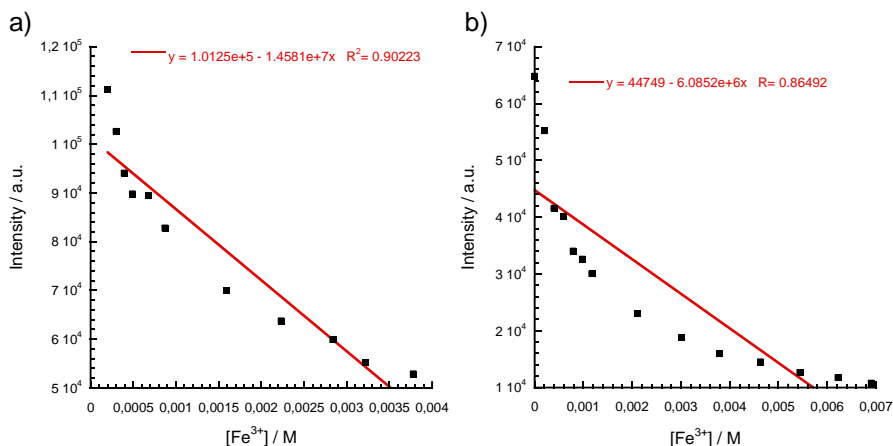 a)
y = 1.0125e+5 - 1.4581e+7x R²= 0.90223
1,2 10⁵
1,1 10⁵
1 10⁵
9 10⁴
8 10⁴
7 10⁴
6 10⁴
5 10⁴
Intensity / a.u.
0 0,0005 0,001 0,0015 0,002 0,0025 0,003 0,0035 0,004
[Fe³⁺] / M
b)
y = 44749 - 6.0852e+6x R= 0.86492
7 10⁴
6 10⁴
5 10⁴
4 10⁴
3 10⁴
2 10⁴
1 10⁴
Intensity / a.u.
0 0,001 0,002 0,003 0,004 0,005 0,006 0,007
[Fe³⁺] / M